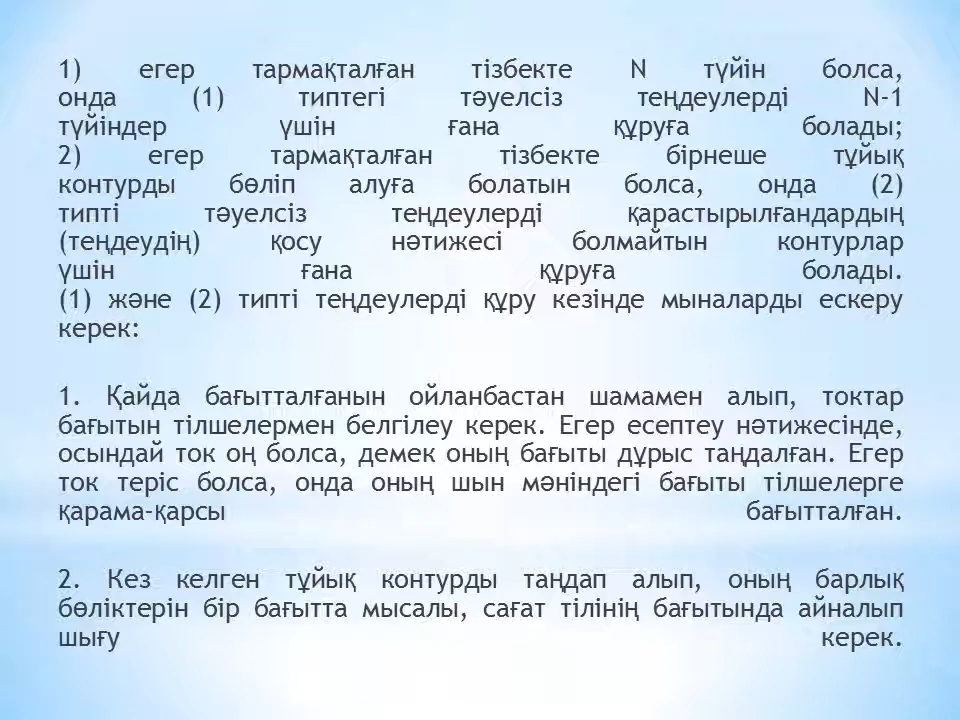 1) егер тармақталған тізбекте N түйін болса,
онда (1) типтегі тәуелсіз теңдеулерді N-1
түйіндер үшін ғана құруға болады;
2) егер тармақталған тізбекте бірнеше тұйық
контурды бөліп алуға болатын болса, онда (2)
типті тәуелсіз теңдеулерді қарастырылғандардың
(теңдеудің) қосу нәтижесі болмайтын контурлар
үшін ғана құруға болады.
(1) және (2) типті теңдеулерді құру кезінде мыналарды ескеру
керек:
1. Қайда бағытталғанын ойланбастан шамамен алып, токтар
бағытын тілшелермен белгілеу керек. Егер есептеу нәтижесінде,
осындай ток оң болса, демек оның бағыты дұрыс таңдалған. Егер
ток теріс болса, онда оның шын мәніндегі бағыты тілшелерге
қарама-қарсы бағытталған.
2. Кез келген тұйық контурды таңдап алып, оның барлық
бөліктерін бір бағытта мысалы, сағат тілінің бағытында айналып
шығу керек.